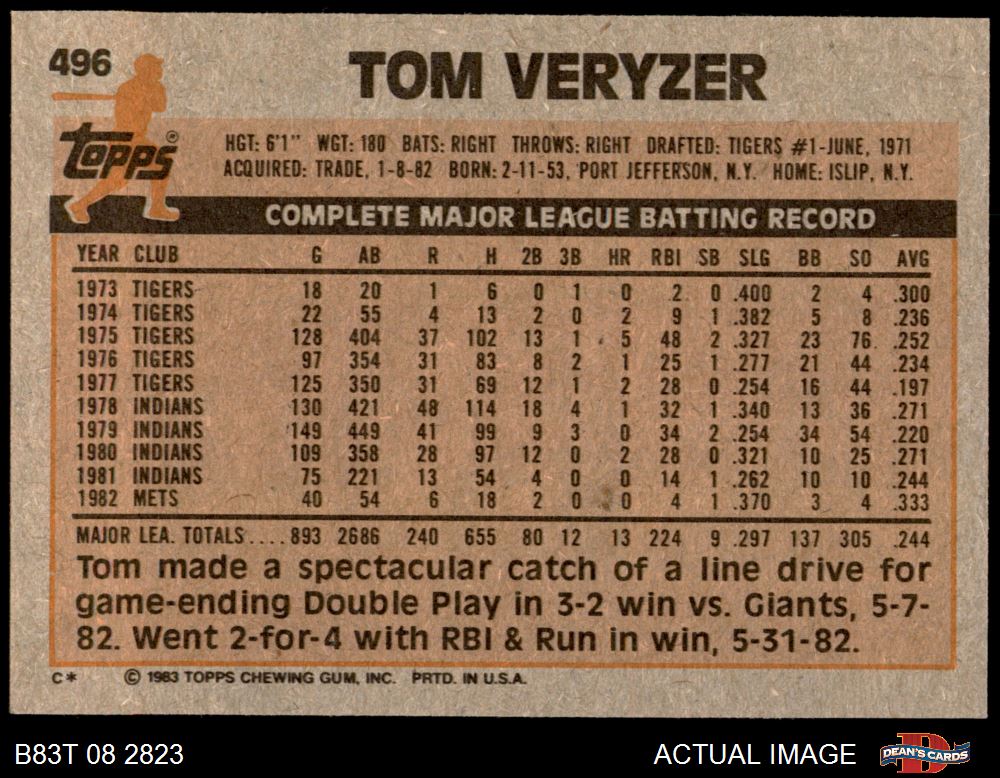 496
TOM VERYZER
Topps®
HGT: 6'1" WGT: 180 BATS: RIGHT THROWS: RIGHT DRAFTED: TIGERS #1-JUNE, 1971
ACQUIRED: TRADE, 1-8-82 BORN: 2-11-53, PORT JEFFERSON, N.Y. HOME: ISLIP, N.Y.
COMPLETE MAJOR LEAGUE BATTING RECORD
YEAR CLUB G AB R H 2B 3B HR RBI SB SLG BB SO AVG
1973 TIGERS 18 20 1 6 0 1 0 2 0 .400 2 4 .300
1974 TIGERS 22 55 4 13 2 0 2 9 1 .382 5 8 .236
1975 TIGERS 128 404 37 102 13 1 5 48 2 .327 23 76 .252
1976 TIGERS 97 354 31 83 8 2 1 25 1 .277 21 44 .234
1977 TIGERS 125 350 31 69 12 1 2 28 0 .254 16 44 .197
1978 INDIANS 130 421 48 114 18 4 1 32 1 .340 13 36 .271
1979 INDIANS 149 449 41 99 9 3 0 34 2 .254 34 54 .220
1980 INDIANS 109 358 28 97 12 0 2 28 0 .321 10 25 .271
1981 INDIANS 75 221 13 54 4 0 0 14 1 .262 10 10 .244
1982 METS 40 54 6 18 2 0 0 4 1 .370 3 4 .333
MAJOR LEA. TOTALS....893 2686 240 655 80 12 13 224 9 .297 137 305 .244
Tom made a spectacular catch of a line drive for
game-ending Double Play in 3-2 win vs. Giants, 5-7-
82. Went 2-for-4 with RBI & Run in win, 5-31-82.
C* © 1983 TOPPS CHEWING GUM, INC. PRTD. IN U.S.A.
B83T 08 2823 ACTUAL IMAGE DEAN'S CARDS